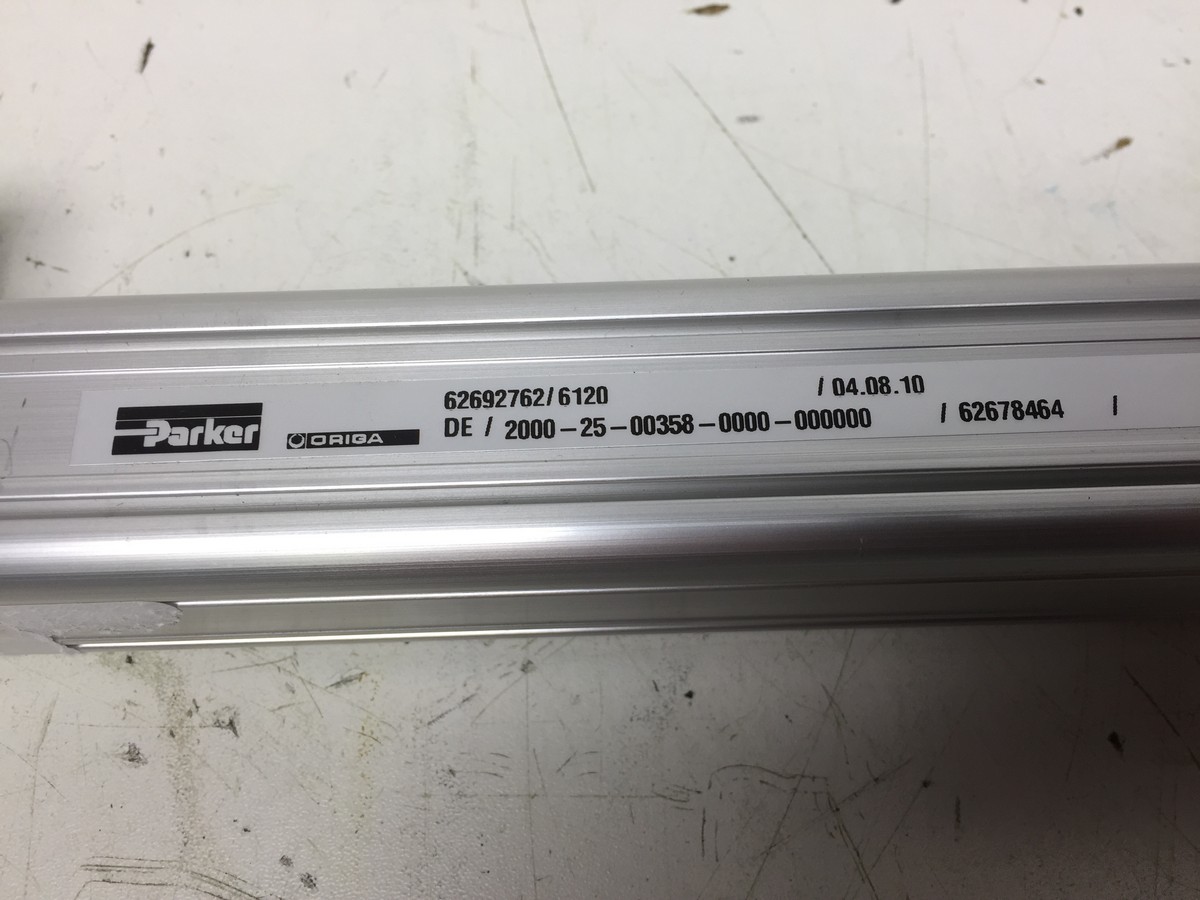 Parker
ORIGA
62692762/6120 / 04.08.10
DE / 2000-25-00358-0000-000000 / 62678464 /